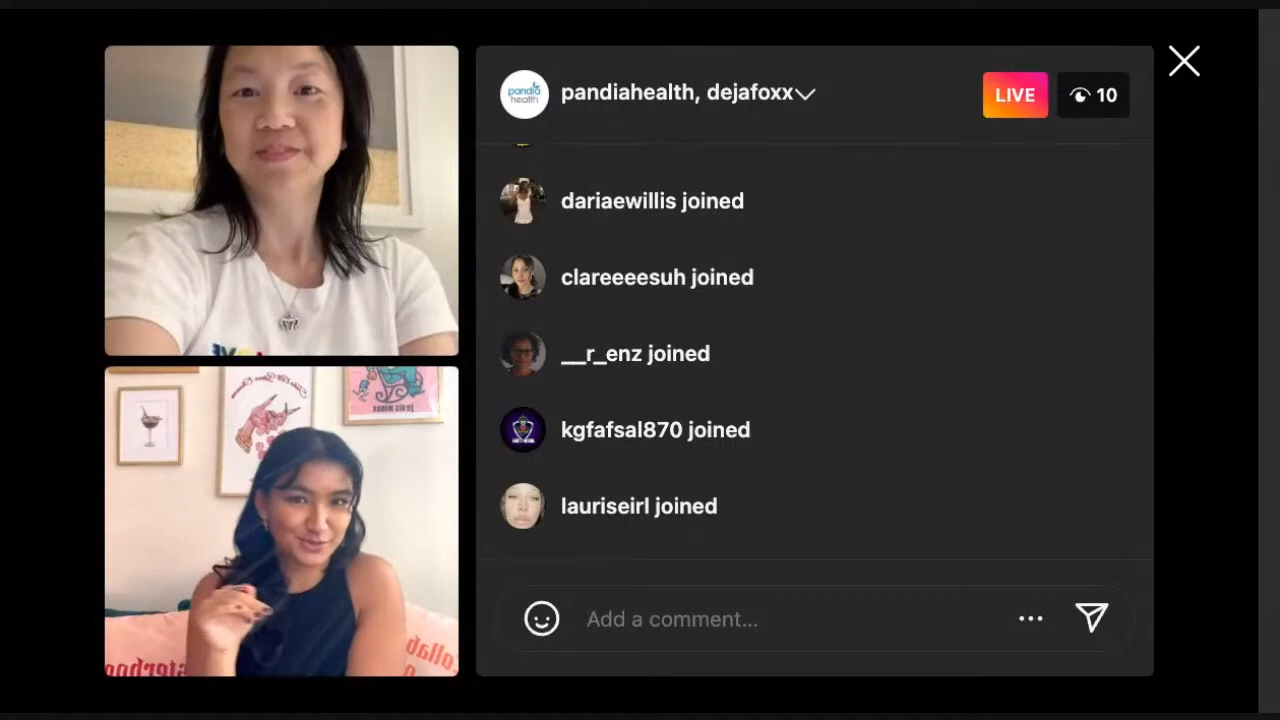 pandia
health
pandiahealth, dejafoxx
LIVE
10
dariaewillis joined
clareeeesuh joined
__r_enz joined
kgfafsal870 joined
lauriseirl joined
Add a comment...